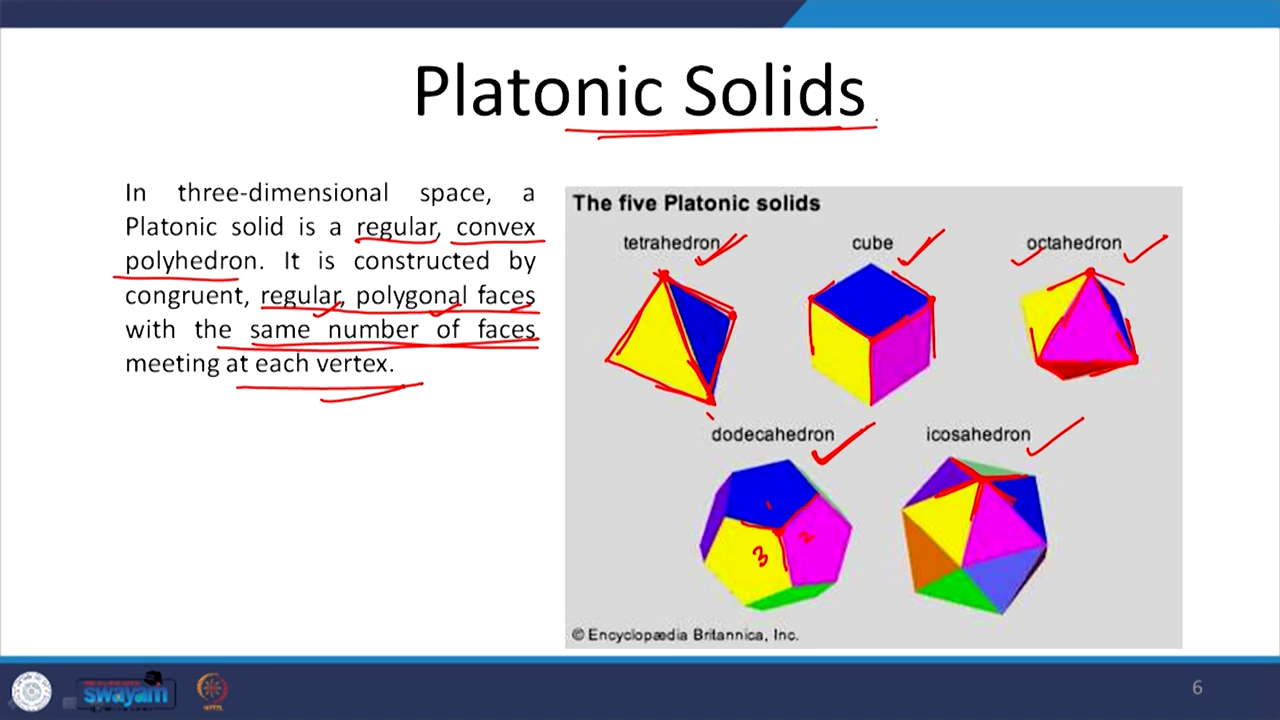 Platonic Solids
In three-dimensional space, a
Platonic solid is a regular, convex
polyhedron. It is constructed by
congruent, regular, polygonal faces
with the same number of faces
meeting at each vertex.
The five Platonic solids
tetrahedron cube octahedron
dodecahedron icosahedron
1
3 2
© Encyclopædia Britannica, Inc.
swayam
6